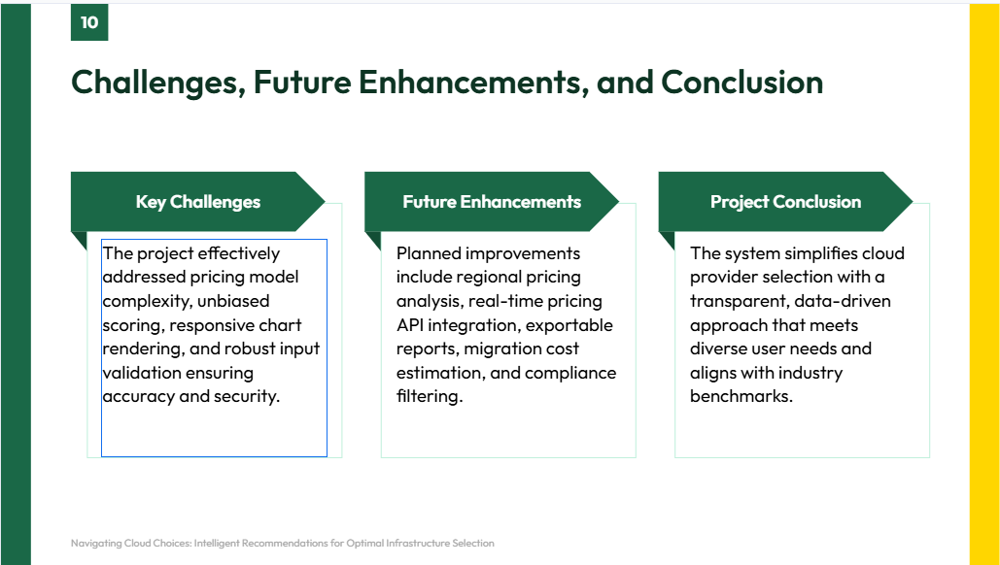 10
Challenges, Future Enhancements, and Conclusion
Key Challenges
The project effectively
addressed pricing model
complexity, unbiased
scoring, responsive chart
rendering, and robust input
validation ensuring
accuracy and security.
Future Enhancements
Planned improvements
include regional pricing
analysis, real-time pricing
API integration, exportable
reports, migration cost
estimation, and compliance
filtering.
Project Conclusion
The system simplifies cloud
provider selection with a
transparent, data-driven
approach that meets
diverse user needs and
aligns with industry
benchmarks.
Navigating Cloud Choices: Intelligent Recommendations for Optimal Infrastructure Selection